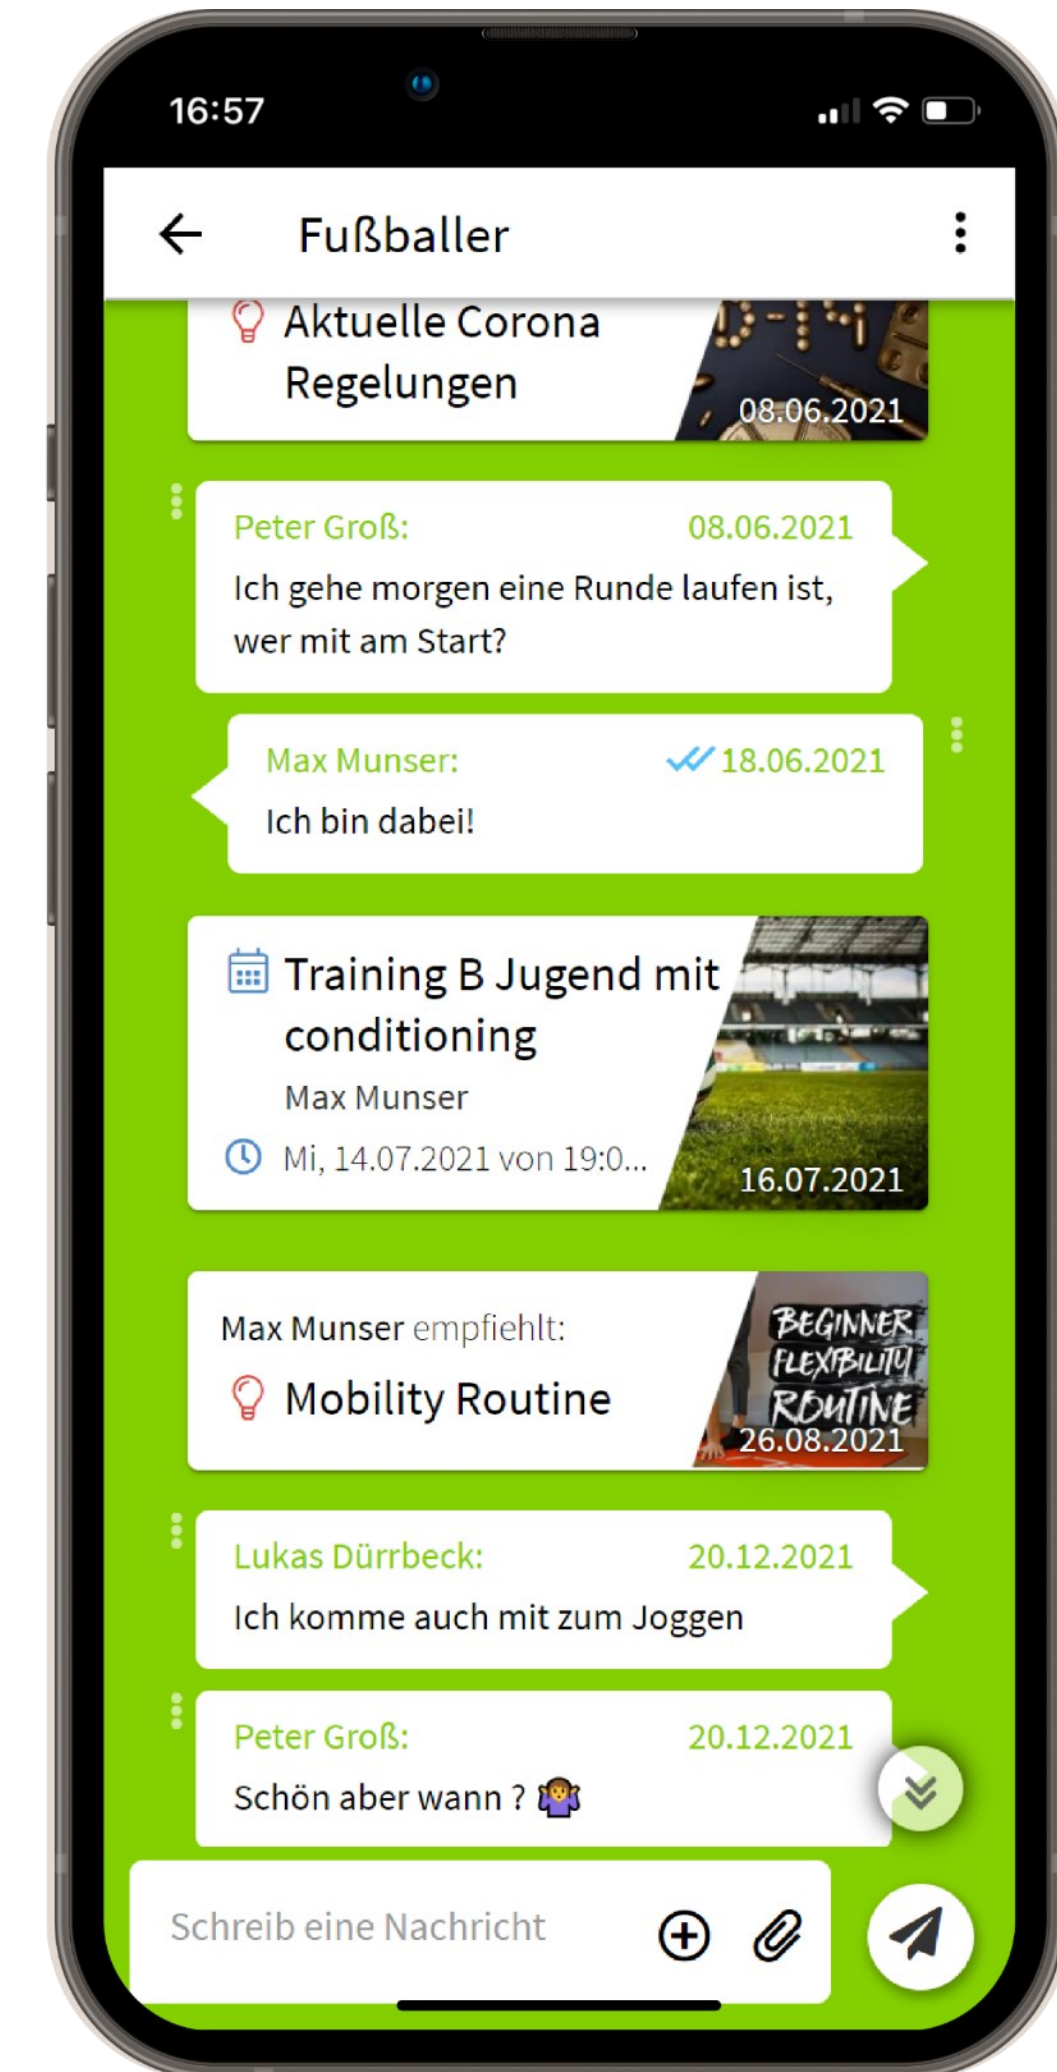 16:57
Fußballer
Aktuelle Corona
Regelungen
08.06.2021
Peter Groß: 08.06.2021
Ich gehe morgen eine Runde laufen ist,
wer mit am Start?
Max Munser: 18.06.2021
Ich bin dabei!
Training B Jugend mit
conditioning
Max Munser
Mi, 14.07.2021 von 19:0...
16.07.2021
Max Munser empfiehlt:
Mobility Routine
BEGINNER
FLEXIBILITY
ROUTINE
26.08.2021
Lukas Dürrbeck: 20.12.2021
Ich komme auch mit zum Joggen
Peter Groß: 20.12.2021
Schön aber wann ? 🤷‍♀️
Schreib eine Nachricht